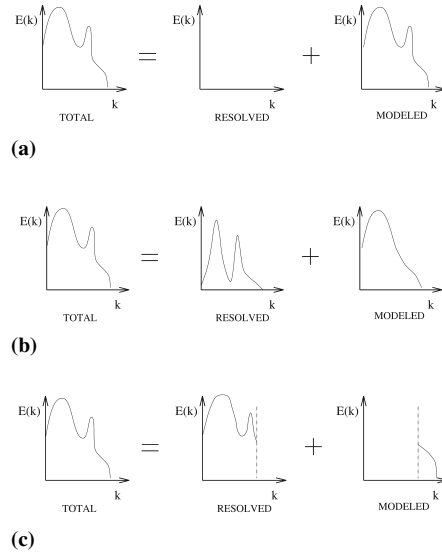 E(k) E(k) E(k)
= +
k k k
TOTAL RESOLVED MODELED
(a)
E(k) E(k) E(k)
= +
k k k
TOTAL RESOLVED MODELED
(b)
E(k) E(k) E(k)
= +
k k k
TOTAL RESOLVED MODELED
(c)